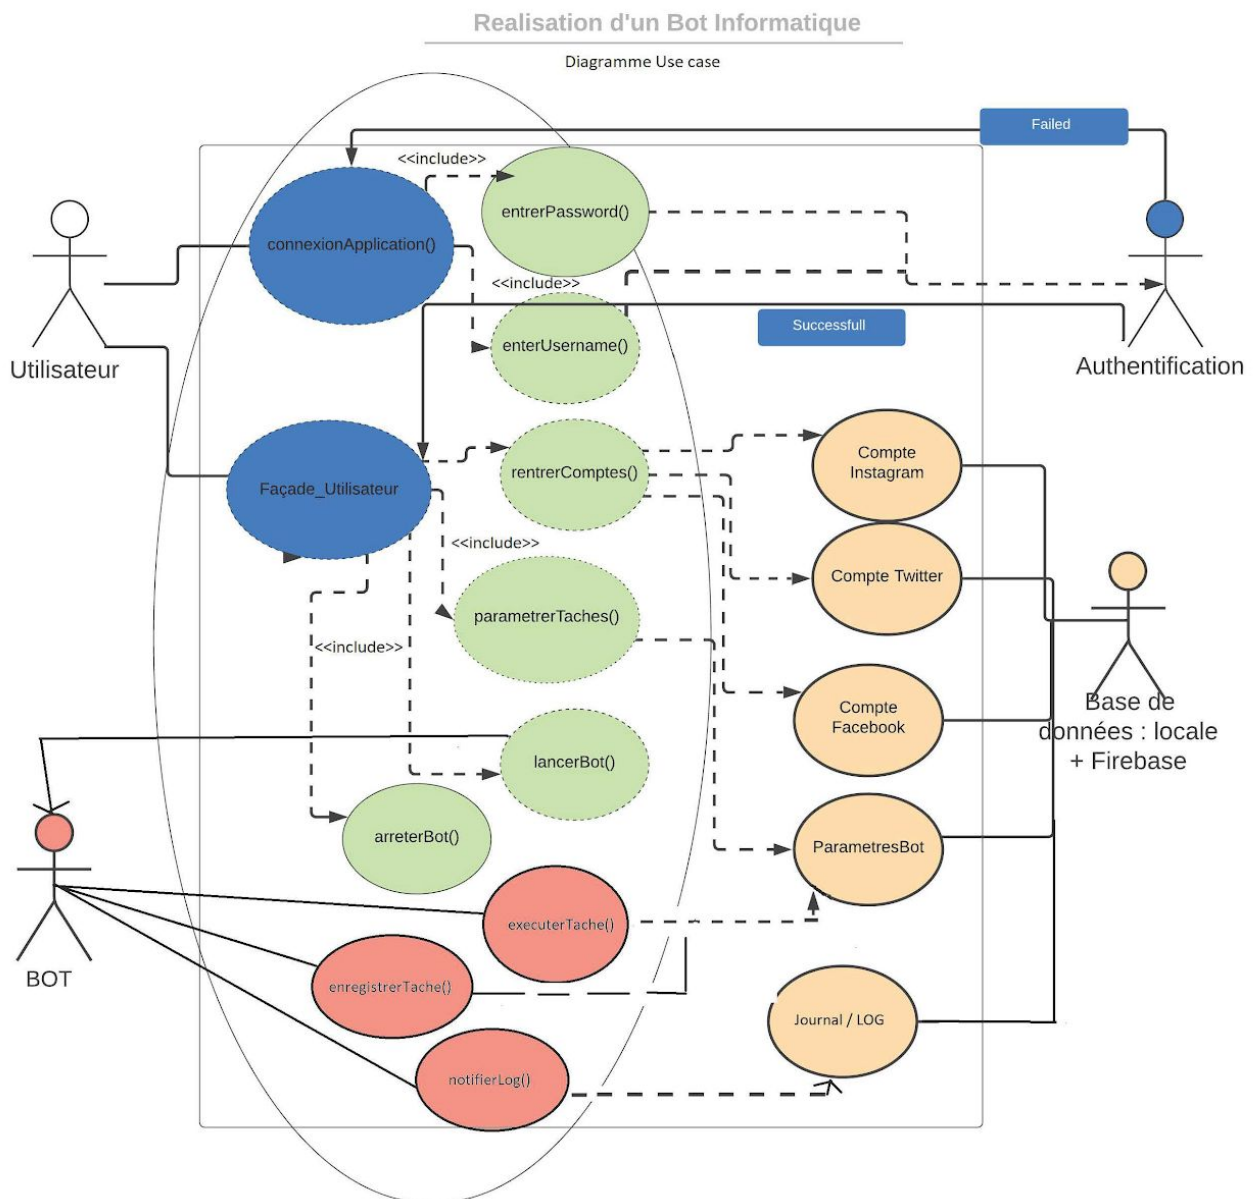 Realisation d'un Bot Informatique
Diagramme Use case
Failed
<<include>>
entrerPassword()
connexionApplication()
<<include>>
Successfull
enterUsername()
Utilisateur
Authentification
Compte
Instagram
rentrerComptes()
Façade_Utilisateur
<<include>>
Compte Twitter
parametrerTaches()
<<include>>
Compte
Facebook
Base de
données : locale
+ Firebase
lancerBot()
arreterBot()
ParametresBot
executerTache()
BOT
enregistrerTache()
Journal / LOG
notifierLog()